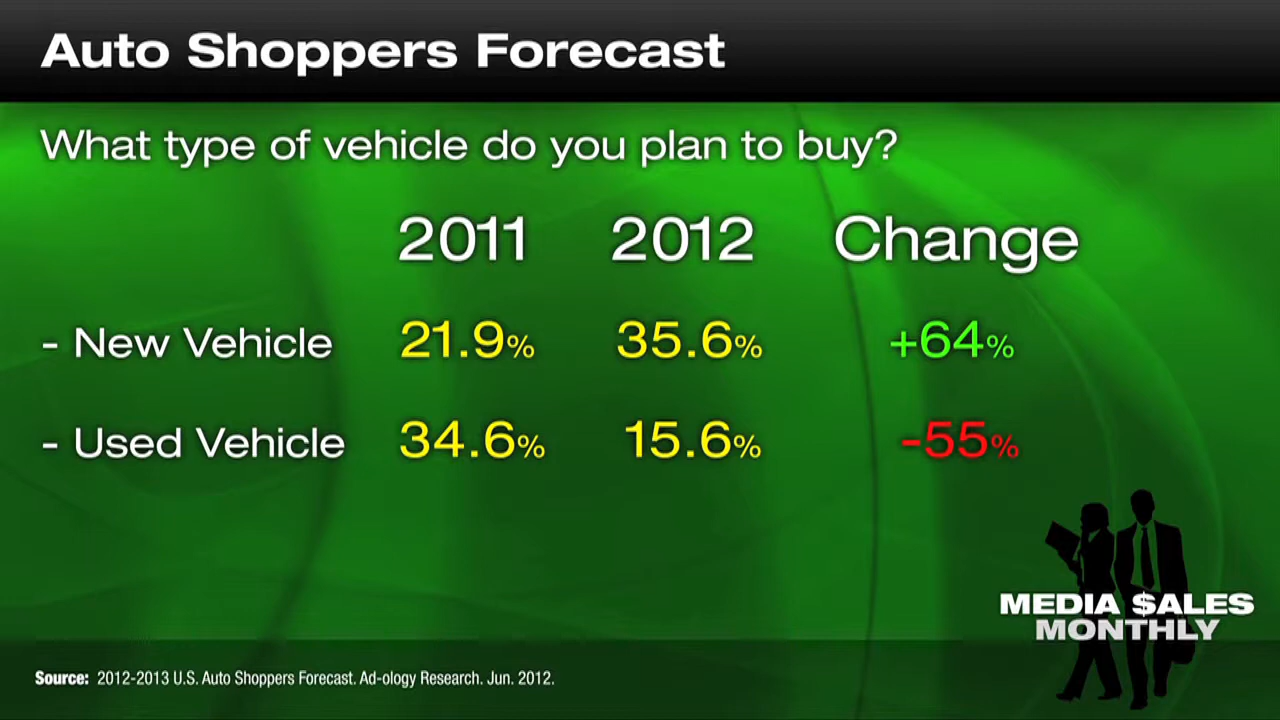 Auto Shoppers Forecast
What type of vehicle do you plan to buy?
2011 2012 Change
- New Vehicle 21.9% 35.6% +64%
- Used Vehicle 34.6% 15.6% -55%
MEDIA $ALES
MONTHLY
Source: 2012-2013 U.S. Auto Shoppers Forecast. Ad-ology Research. Jun. 2012.